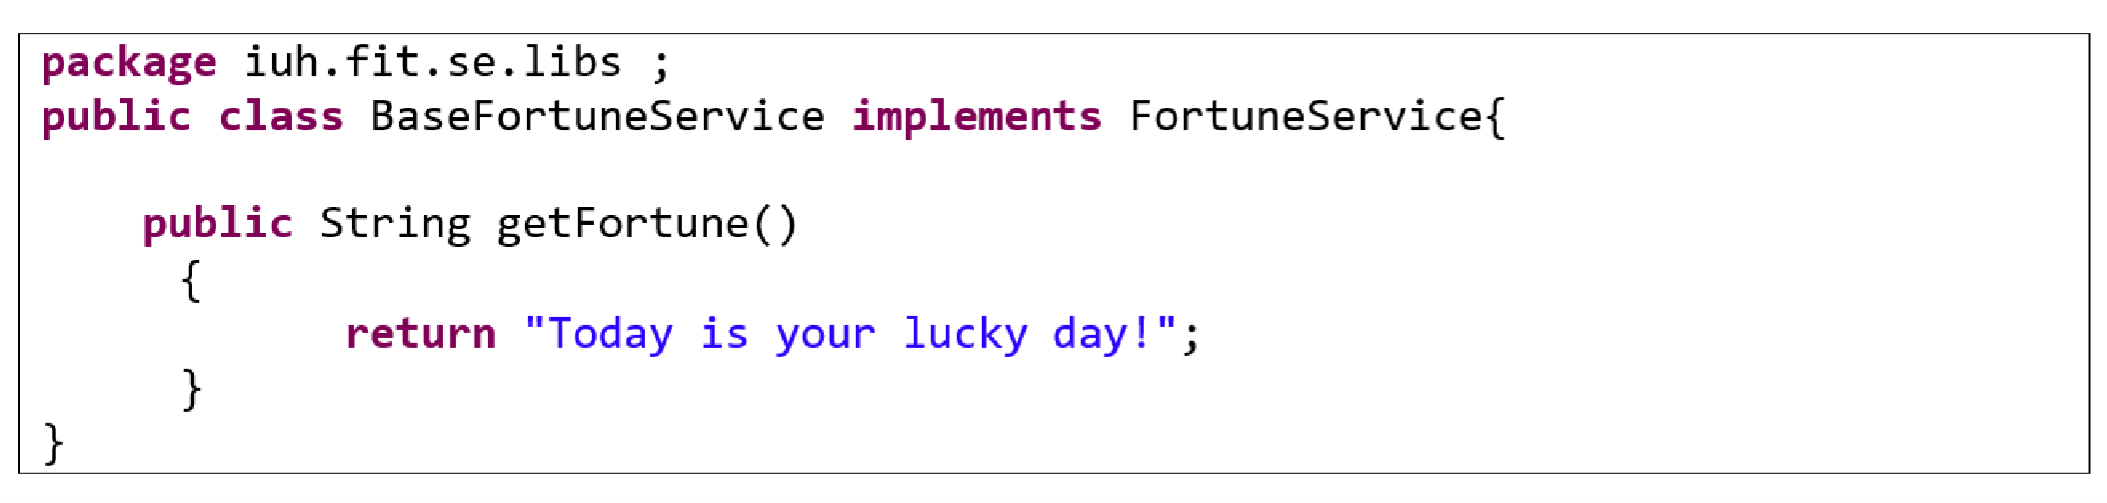 package iuh.fit.se.libs ;
public class BaseFortuneService implements FortuneService{
public String getFortune()
{
return "Today is your lucky day!";
}
}